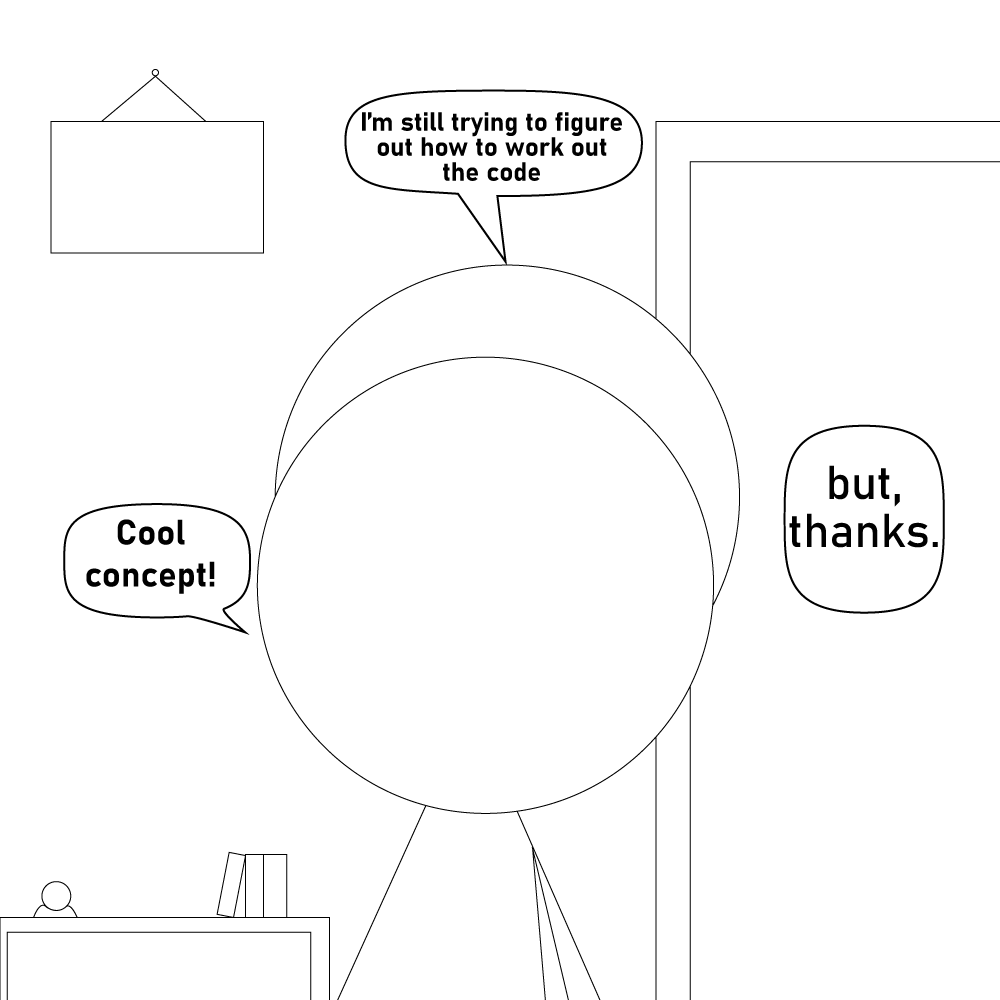 I'm still trying to figure
out how to work out
the code
Cool
concept!
but,
thanks.